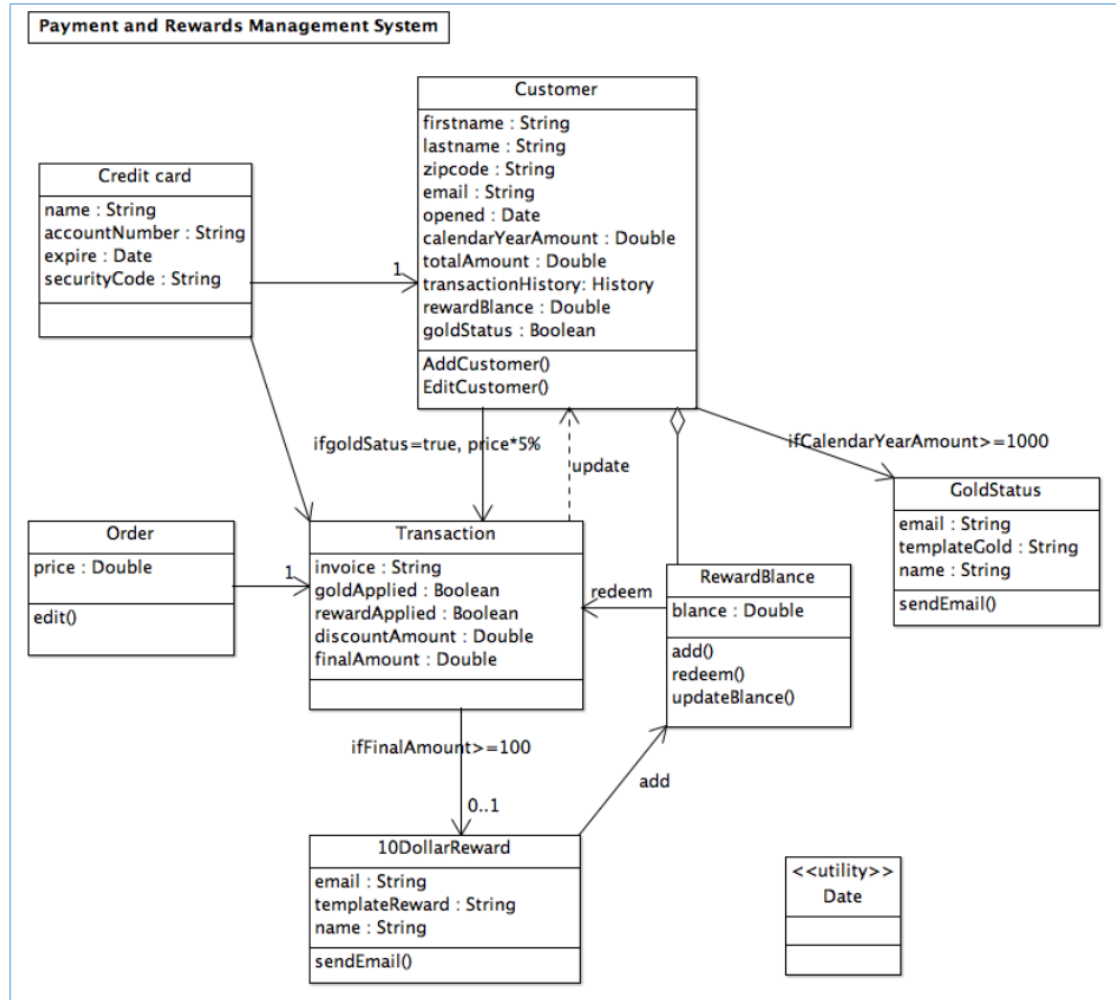 Payment and Rewards Management System
Customer
firstname : String
lastname : String
zipcode : String
email : String
opened : Date
calendarYearAmount : Double
totalAmount : Double
transactionHistory: History
rewardBlance : Double
goldStatus : Boolean
AddCustomer()
EditCustomer()
Credit card
name : String
accountNumber : String
expire : Date
securityCode : String
1
ifgoldSatus=true, price*5%
update
ifCalendarYearAmount>=1000
GoldStatus
email : String
templateGold : String
name : String
sendEmail()
Order
price : Double
edit()
1
Transaction
invoice : String
goldApplied : Boolean
rewardApplied : Boolean
discountAmount : Double
finalAmount : Double
redeem
RewardBlance
blance : Double
add()
redeem()
updateBlance()
ifFinalAmount>=100
0..1
add
10DollarReward
email : String
templateReward : String
name : String
sendEmail()
<<utility>>
Date